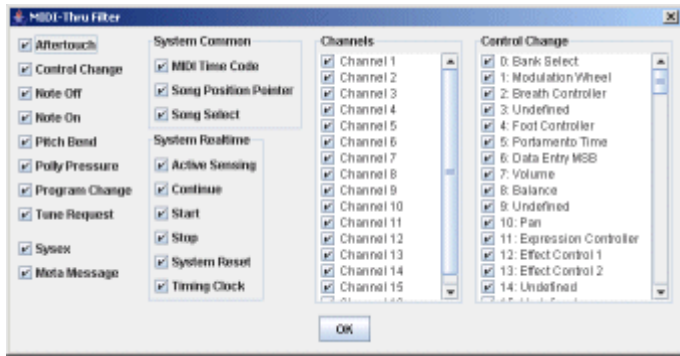 MIDI-Thru Filter
Aftertouch
Control Change
Note Off
Note On
Pitch Bend
Polly Pressure
Program Change
Tune Request
Sysex
Meta Message
System Common
MIDI Time Code
Song Position Pointer
Song Select
System Realtime
Active Sensing
Continue
Start
Stop
System Reset
Timing Clock
Channels
Channel 1
Channel 2
Channel 3
Channel 4
Channel 5
Channel 6
Channel 7
Channel 8
Channel 9
Channel 10
Channel 11
Channel 12
Channel 13
Channel 14
Channel 15
Control Change
0: Bank Select
1: Modulation Wheel
2: Breath Controller
3: Undefined
4: Foot Controller
5: Portamento Time
6: Data Entry MSB
7: Volume
8: Balance
9: Undefined
10: Pan
11: Expression Controller
12: Effect Control 1
13: Effect Control 2
14: Undefined
OK